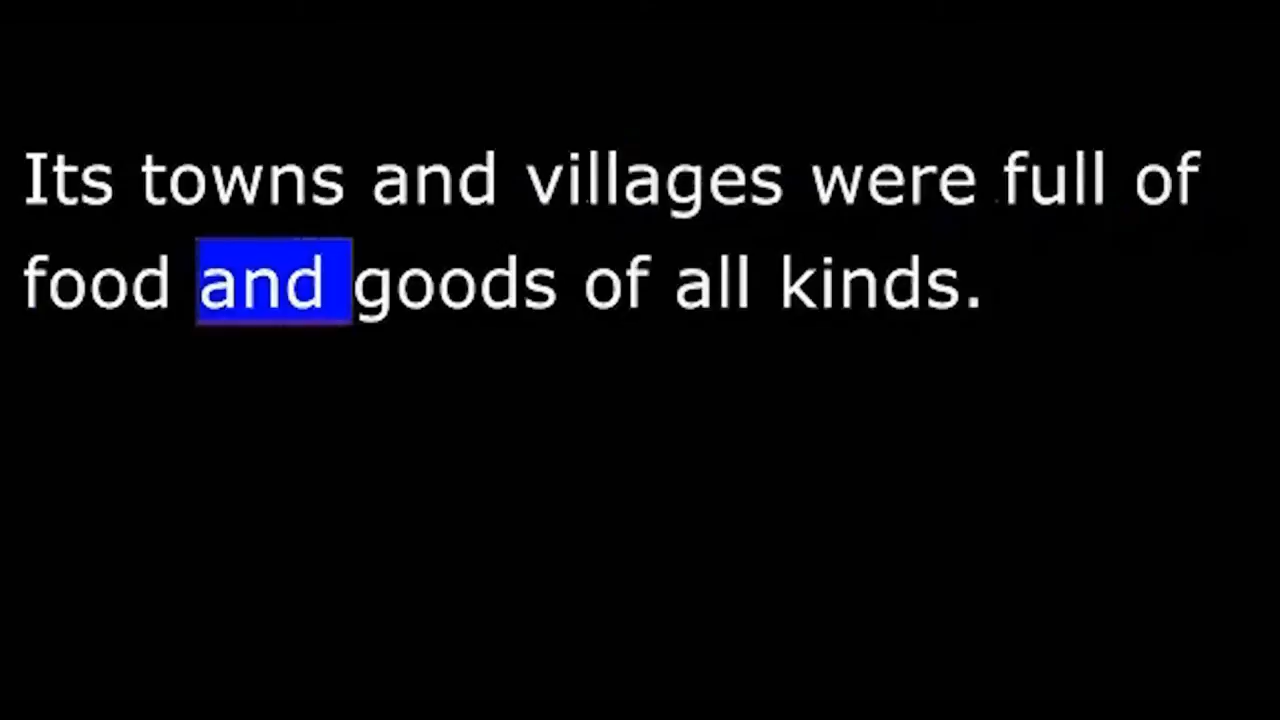 Its towns and villages were full of
food and goods of all kinds.